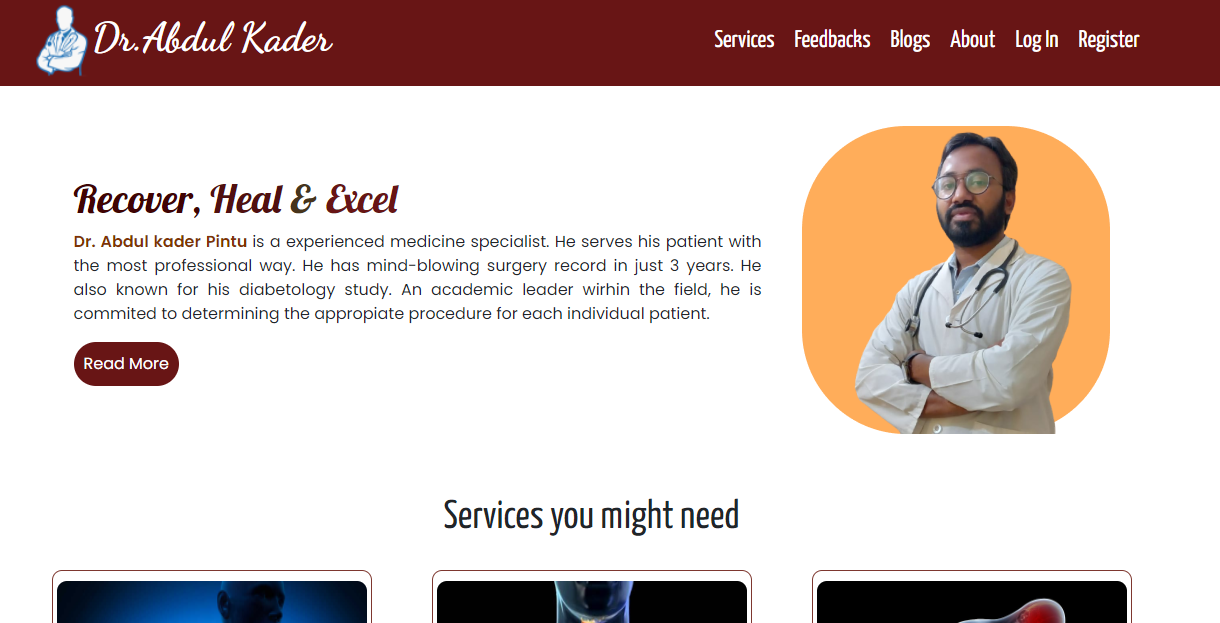 Dr.Abdul Kader
Services Feedbacks Blogs About Log In Register
Recover, Heal & Excel
Dr. Abdul kader Pintu is a experienced medicine specialist. He serves his patient with
the most professional way. He has mind-blowing surgery record in just 3 years. He
also known for his diabetology study. An academic leader wirhin the field, he is
commited to determining the appropiate procedure for each individual patient.
Read More
Services you might need